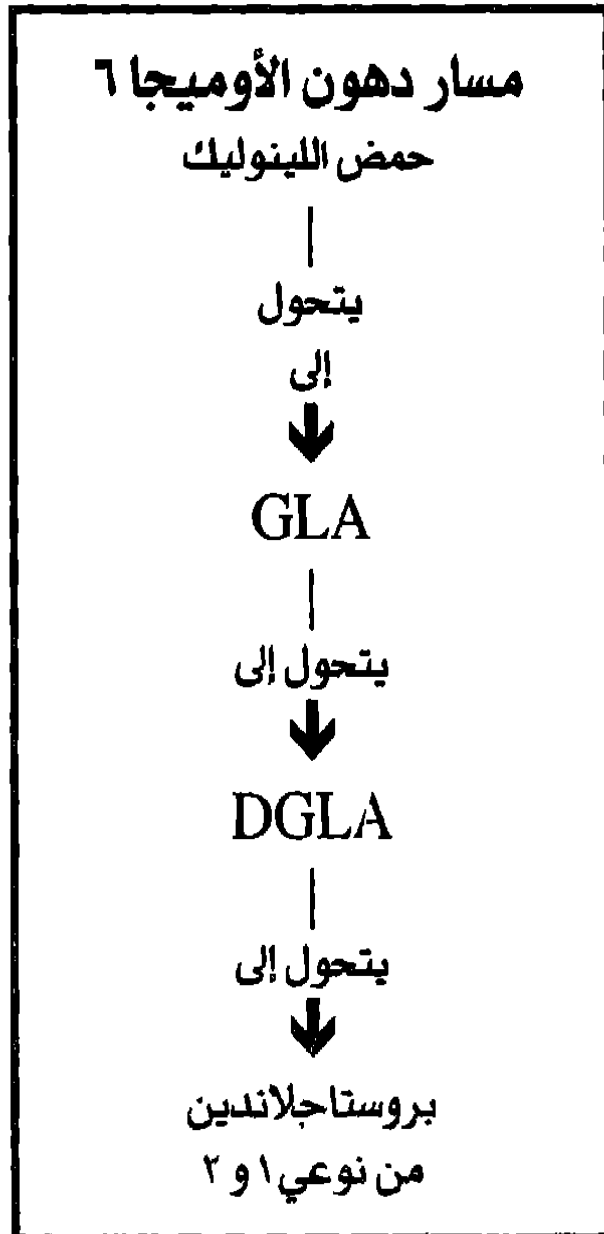 مسار دهون الأوميجا ٦
حمض اللينوليك
يتحول
إلى
GLA
يتحول إلى
DGLA
يتحول إلى
بروستاجلاندين
من نوعي ١ و ٢